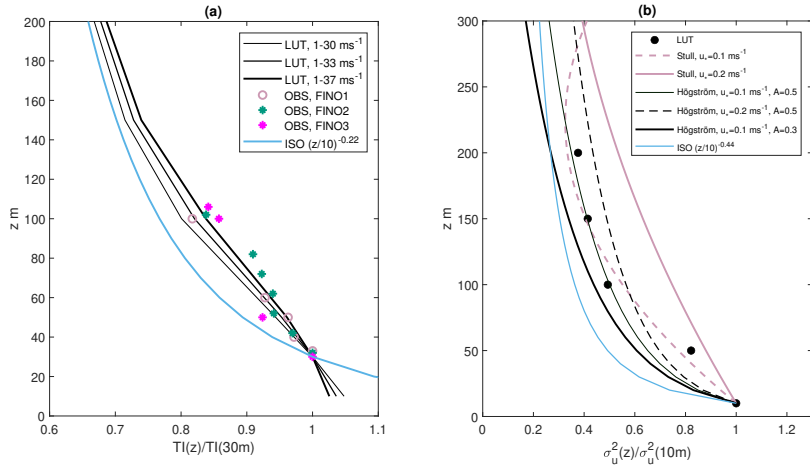 (a)
200
180
160
140
120
100
80
60
40
20
0
z m
0.6 0.7 0.8 0.9 1 1.1
TI(z)/TI(30m)
LUT, 1-30 ms-1
LUT, 1-33 ms-1
LUT, 1-37 ms-1
OBS, FINO1
OBS, FINO2
OBS, FINO3
ISO (z/10)-0.22
(b)
300
250
200
150
100
50
0
z m
0 0.2 0.4 0.6 0.8 1 1.2
σu2(z)/σu2(10m)
LUT
Stull, u*=0.1 ms-1
Stull, u*=0.2 ms-1
Högström, u*=0.1 ms-1, A=0.5
Högström, u*=0.2 ms-1, A=0.5
Högström, u*=0.1 ms-1, A=0.3
ISO (z/10)-0.44